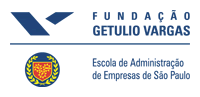 FUNDAÇÃO
GETULIO VARGAS
Escola de Administração
de Empresas de São Paulo